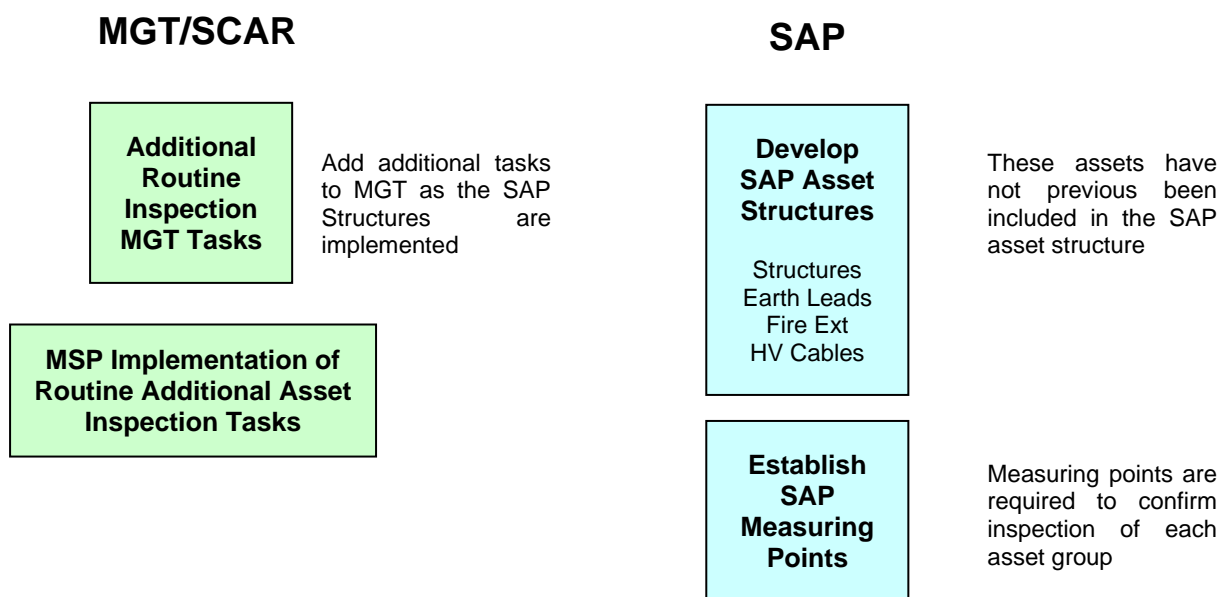 MGT/SCAR
Additional
Routine
Inspection
MGT Tasks
Add additional tasks
to MGT as the SAP
Structures are
implemented
MSP Implementation of
Routine Additional Asset
Inspection Tasks
SAP
Develop
SAP Asset
Structures
Structures
Earth Leads
Fire Ext
HV Cables
These assets have
not previous been
included in the SAP
asset structure
Establish
SAP
Measuring
Points
Measuring points are
required to confirm
inspection of each
asset group